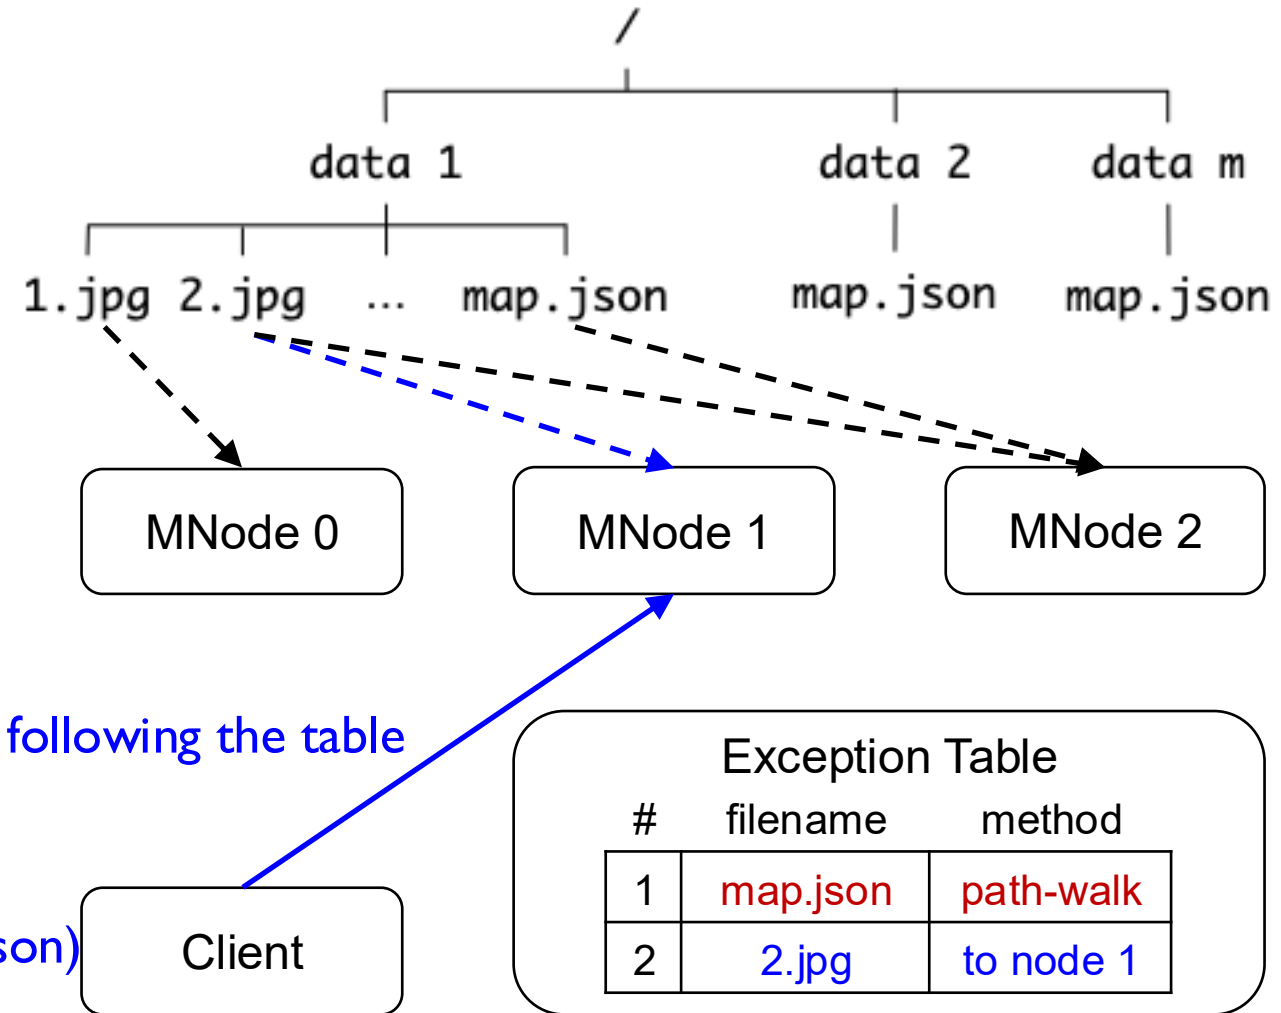 /
data 1 data 2 data m
1.jpg 2.jpg ... map.json map.json map.json
MNode 0 MNode 1 MNode 2
following the table
Exception Table
# filename method
1 map.json path-walk
2 2.jpg to node 1
son) Client